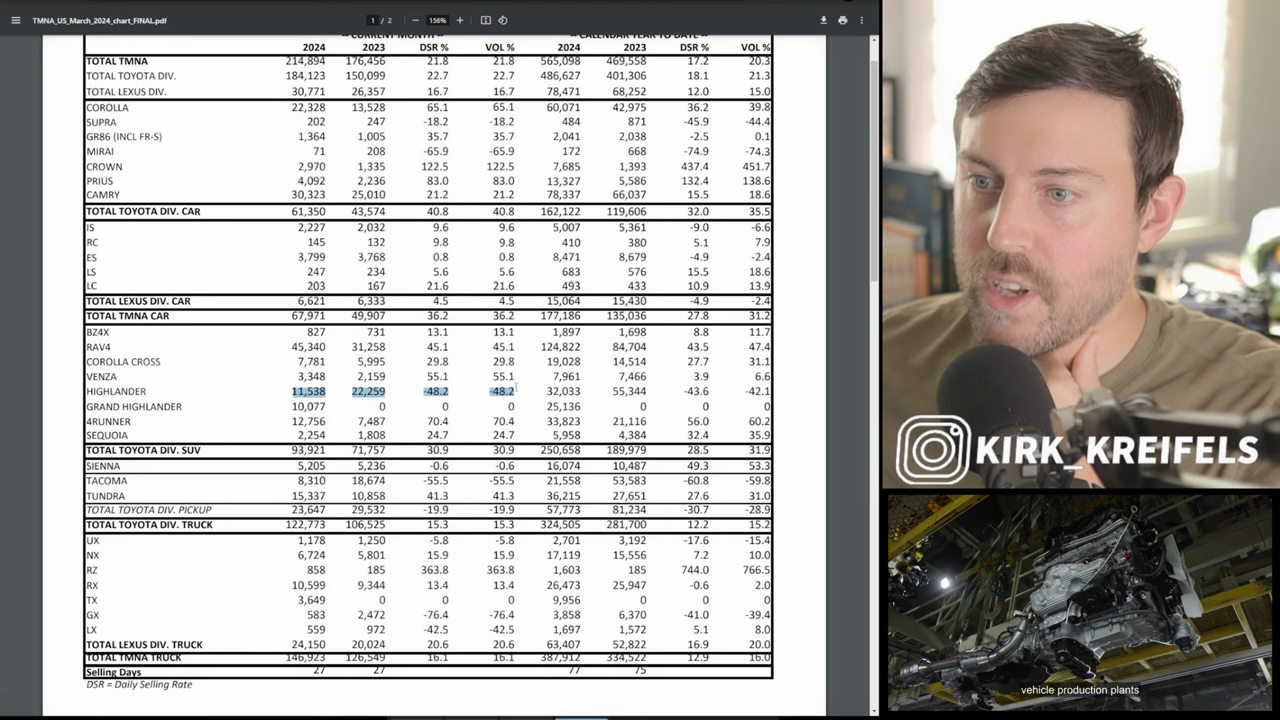 TMNA_US_March_2024_chart_FINAL.pdf 1 / 2 156%
-- CURRENT MONTH -- -- CALENDAR YEAR TO DATE --
2024 2023 DSR % VOL % 2024 2023 DSR % VOL %
TOTAL TMNA 214,894 176,456 21.8 21.8 565,098 469,558 17.2 20.3
TOTAL TOYOTA DIV. 184,123 150,099 22.7 22.7 486,627 401,306 18.1 21.3
TOTAL LEXUS DIV. 30,771 26,357 16.7 16.7 78,471 68,252 12.0 15.0
COROLLA 22,328 13,528 65.1 65.1 60,071 42,975 36.2 39.8
SUPRA 202 247 -18.2 -18.2 484 871 -45.9 -44.4
GR86 (INCL FR-S) 1,364 1,005 35.7 35.7 2,041 2,038 -2.5 0.1
MIRAI 71 208 -65.9 -65.9 172 668 -74.9 -74.3
CROWN 2,970 1,335 122.5 122.5 7,685 1,393 437.4 451.7
PRIUS 4,092 2,236 83.0 83.0 13,327 5,586 132.4 138.6
CAMRY 30,323 25,010 21.2 21.2 78,337 66,037 15.5 18.6
TOTAL TOYOTA DIV. CAR 61,350 43,574 40.8 40.8 162,122 119,606 32.0 35.5
IS 2,227 2,032 9.6 9.6 5,007 5,361 -9.0 -6.6
RC 145 132 9.8 9.8 410 380 5.1 7.9
ES 3,799 3,768 0.8 0.8 8,471 8,679 -4.9 -2.4
LS 247 234 5.6 5.6 683 576 15.5 18.6
LC 203 167 21.6 21.6 493 433 10.9 13.9
TOTAL LEXUS DIV. CAR 6,621 6,333 4.5 4.5 15,064 15,430 -4.9 -2.4
TOTAL TMNA CAR 67,971 49,907 36.2 36.2 177,186 135,036 27.8 31.2
BZ4X 827 731 13.1 13.1 1,897 1,698 8.8 11.7
RAV4 45,340 31,258 45.1 45.1 124,822 84,704 43.5 47.4
COROLLA CROSS 7,781 5,995 29.8 29.8 19,028 14,514 27.7 31.1
VENZA 3,348 2,159 55.1 55.1 7,961 7,466 3.9 6.6
HIGHLANDER 11,538 22,259 -48.2 -48.2 32,033 55,344 -43.6 -42.1
GRAND HIGHLANDER 10,077 0 0 0 25,136 0 0 0
4RUNNER 12,756 7,487 70.4 70.4 33,823 21,116 56.0 60.2
SEQUOIA 2,254 1,808 24.7 24.7 5,958 4,384 32.4 35.9
TOTAL TOYOTA DIV. SUV 93,921 71,757 30.9 30.9 250,658 189,979 28.5 31.9
SIENNA 5,205 5,236 -0.6 -0.6 16,074 10,487 49.3 53.3
TACOMA 8,310 18,674 -55.5 -55.5 21,558 53,583 -60.8 -59.8
TUNDRA 15,337 10,858 41.3 41.3 36,215 27,651 27.6 31.0
TOTAL TOYOTA DIV. PICKUP 23,647 29,532 -19.9 -19.9 57,773 81,234 -30.7 -28.9
TOTAL TOYOTA DIV. TRUCK 122,773 106,525 15.3 15.3 324,505 281,700 12.2 15.2
UX 1,178 1,250 -5.8 -5.8 2,701 3,192 -17.6 -15.4
NX 6,724 5,801 15.9 15.9 17,119 15,556 7.2 10.0
RZ 858 185 363.8 363.8 1,603 185 744.0 766.5
RX 10,599 9,344 13.4 13.4 26,473 25,947 -0.6 2.0
TX 3,649 0 0 0 9,956 0 0 0
GX 583 2,472 -76.4 -76.4 3,858 6,370 -41.0 -39.4
LX 559 972 -42.5 -42.5 1,697 1,572 5.1 8.0
TOTAL LEXUS DIV. TRUCK 24,150 20,024 20.6 20.6 63,407 52,822 16.9 20.0
TOTAL TMNA TRUCK 146,923 126,549 16.1 16.1 387,912 334,522 12.9 16.0
Selling Days 27 27 77 75
DSR = Daily Selling Rate
KIRK_KREIFELS
vehicle production plants